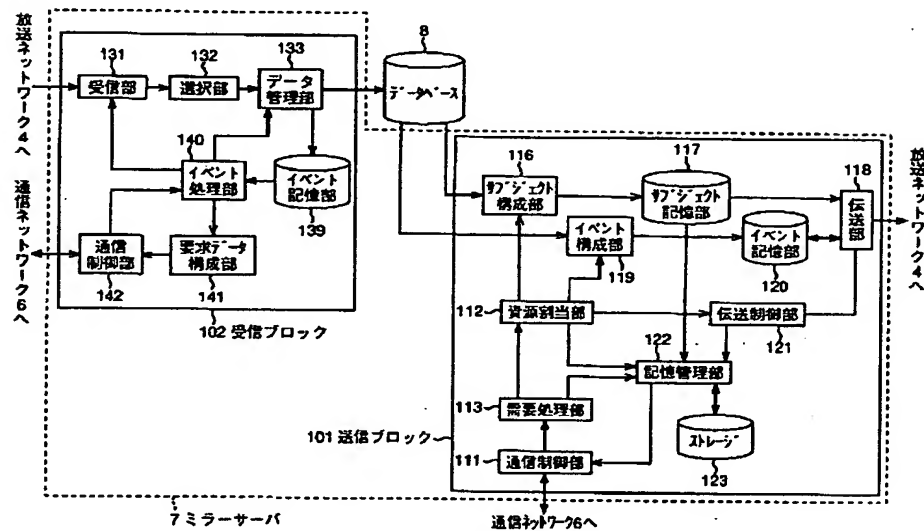 放送ネットワーク4へ
通信ネットワーク6へ
131
受信部
132
選択部
133
データ
管理部
140
イベント
処理部
イベント
記憶部
139
通信
制御部
142
要求データ
構成部
141
102 受信ブロック
8
データベース
116
サブジェクト
構成部
117
サブジェクト
記憶部
118
伝送部
放送ネットワーク4へ
イベント
構成部
119
イベント
記憶部
120
112
資源割当部
伝送制御部
121
122
記憶管理部
113
需要処理部
ストレージ
123
101 送信ブロック
111
通信制御部
7 ミラーサーバ
通信ネットワーク6へ